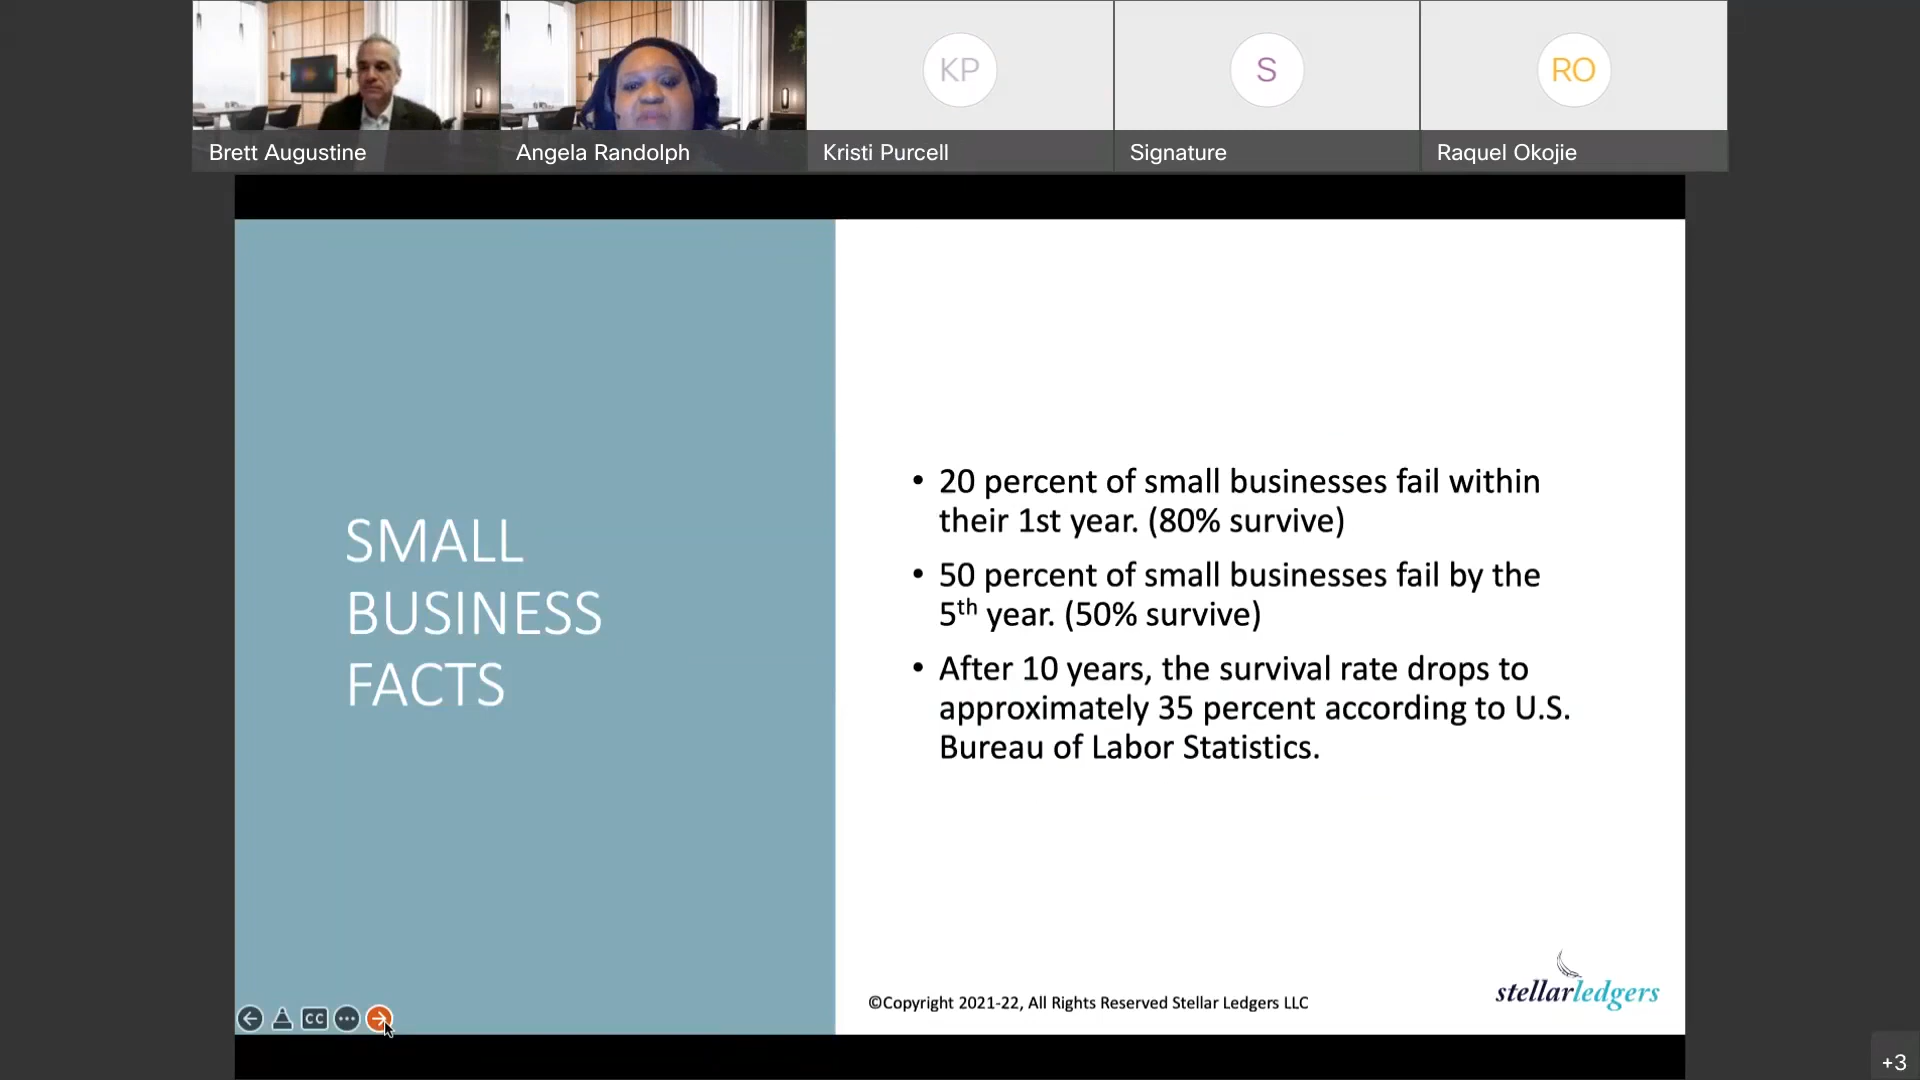 KP
S
RO
Brett Augustine
Angela Randolph
Kristi Purcell
Signature
Raquel Okojie
SMALL
BUSINESS
FACTS
• 20 percent of small businesses fail within
their 1st year. (80% survive)
• 50 percent of small businesses fail by the
5th year. (50% survive)
• After 10 years, the survival rate drops to
approximately 35 percent according to U.S.
Bureau of Labor Statistics.
©Copyright 2021-22, All Rights Reserved Stellar Ledgers LLC
stellarledgers
CC
+3